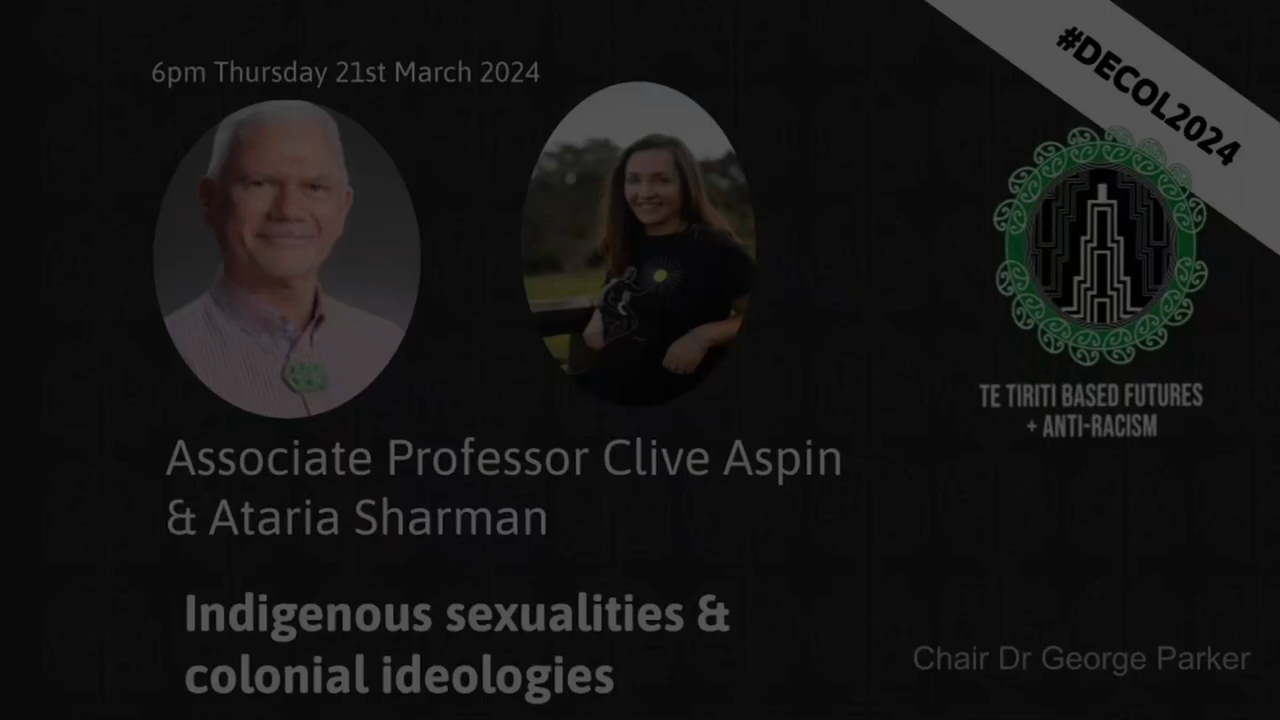 6pm Thursday 21st March 2024
#DECOL2024
TE TIRITI BASED FUTURES
+ ANTI-RACISM
Associate Professor Clive Aspin
& Ataria Sharman
Indigenous sexualities &
colonial ideologies
Chair Dr George Parker